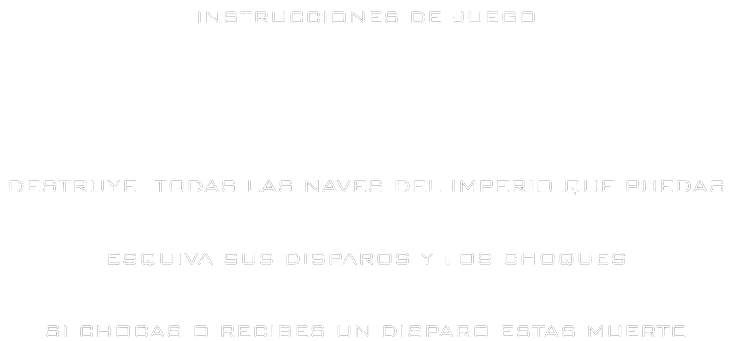 INSTRUCCIONES DE JUEGO
DESTRUYE TODAS LAS NAVES DEL IMPERIO QUE PUEDAS
ESQUIVA SUS DISPAROS Y LOS CHOQUES
SI CHOCAS O RECIBES UN DISPARO ESTAS MUERTO